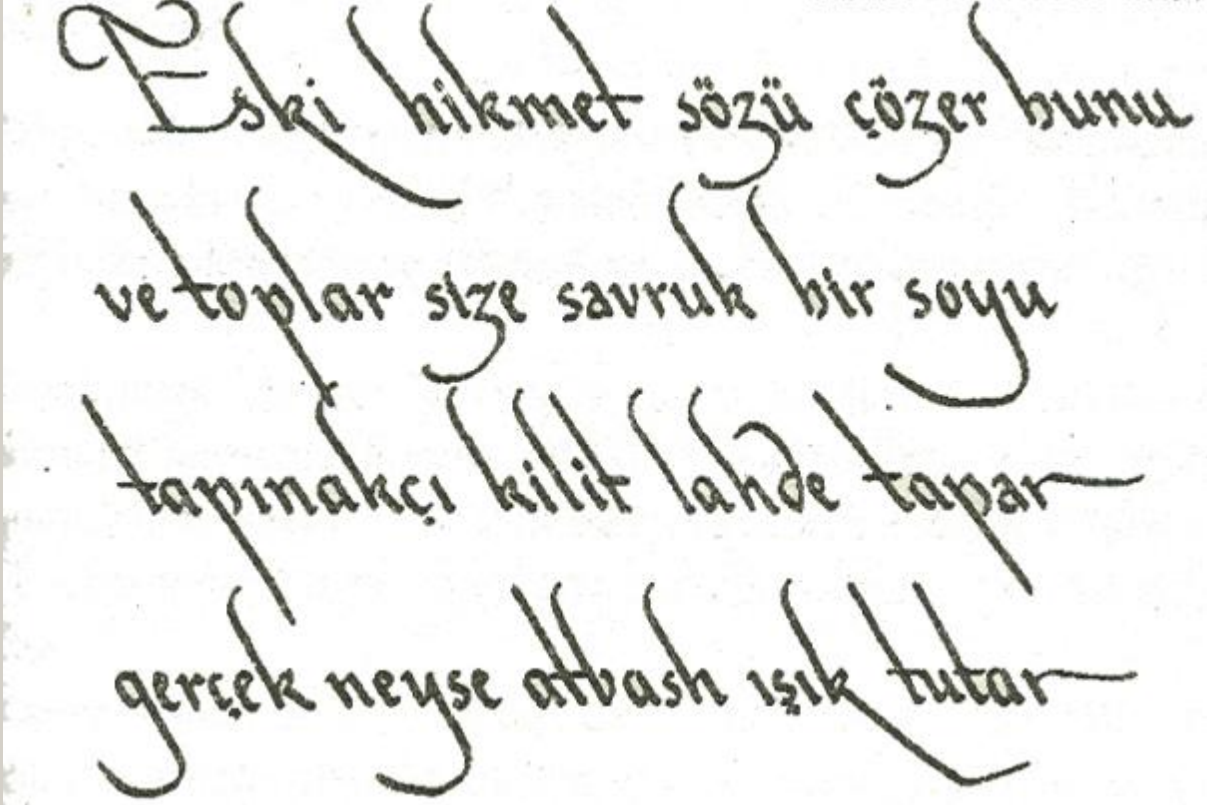 Eski hikmet sözü çözer bunu
ve toplar size savruk bir soyu
tapınakçı kilit lahde tapar
gerçek neyse atbash ışık tutar